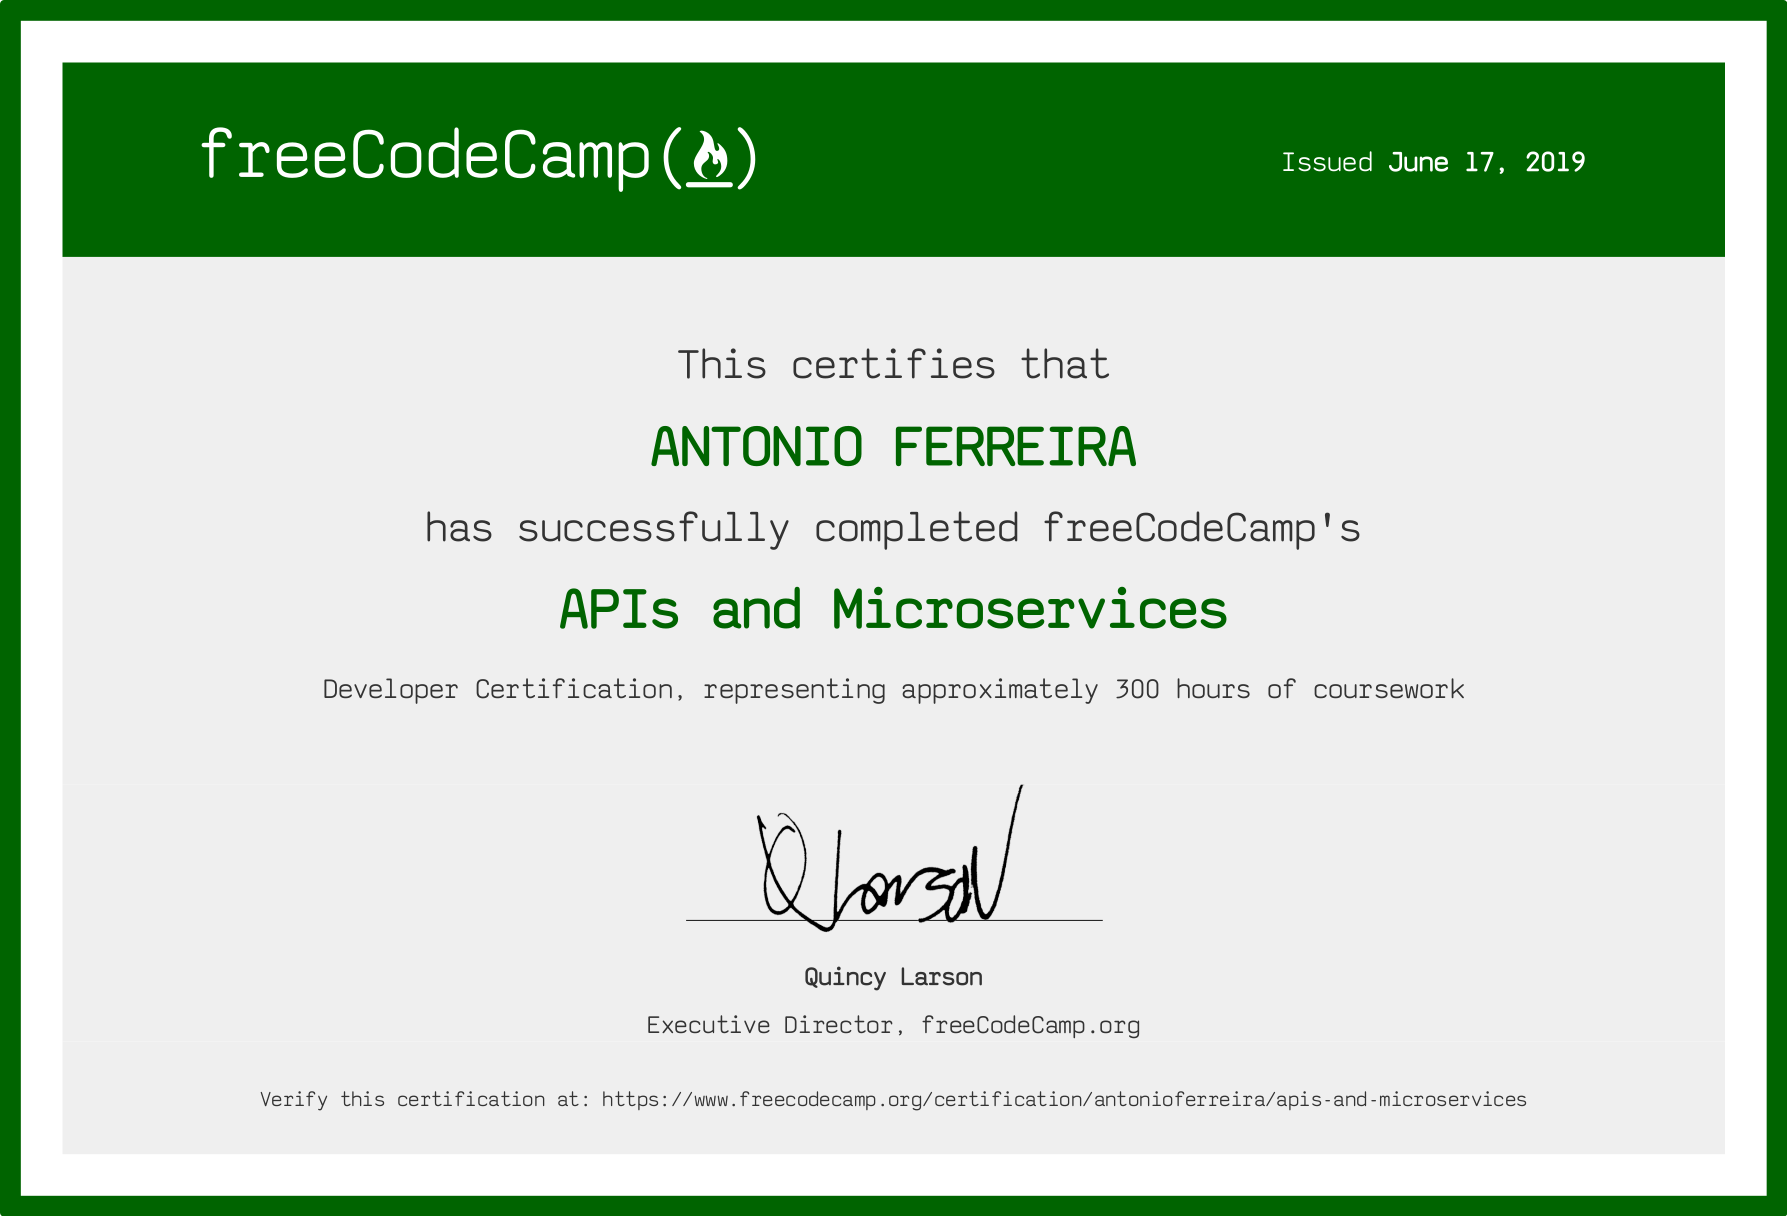 freeCodeCamp(🔥)
Issued June 17, 2019
This certifies that
ANTONIO FERREIRA
has successfully completed freeCodeCamp's
APIs and Microservices
Developer Certification, representing approximately 300 hours of coursework
Q Larson
Quincy Larson
Executive Director, freeCodeCamp.org
Verify this certification at: https://www.freecodecamp.org/certification/antonioferreira/apis-and-microservices